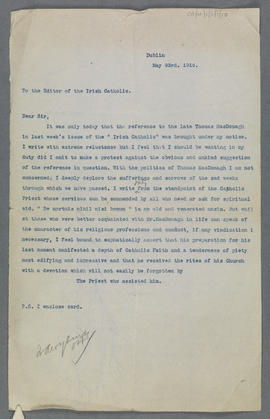 Dublin
May 23rd, 1916.
To the Editor of the Irish Catholic.
Dear Sir,
It was only today that the reference to the late Thomas MacDonagh
in last week's issue of the " Irish Catholic" was brought under my notice.
I write with extreme reluctance but I feel that I should be wanting in my
duty did I omit to make a protest against the obvious and unkind suggestion
of the reference in question. With the politics of Thomas MacDonagh I am not
concerned; I deeply deplore the sufferings and sorrows of the sad weeks
through which we have passed. I write from the standpoint of the Catholic
Priest whose services can be commanded by all who need or ask for spiritual
aid. " De mortuis nihil nisi bonum " is an old and venerated maxim. But whil
st those who were better acquainted with Mr. MacDonagh in life can speak of
the character of his religious professions and conduct, if any vindication i
necessary, I feel bound to emphatically assert that his preparation for his
last moment manifested a depth of Catholic Faith and a tenderness of piety
most edifying and impressive and that he received the rites of his Church
with a devotion which will not easily be forgotten by
The Priest who assisted him.
P.S. I enclose card.